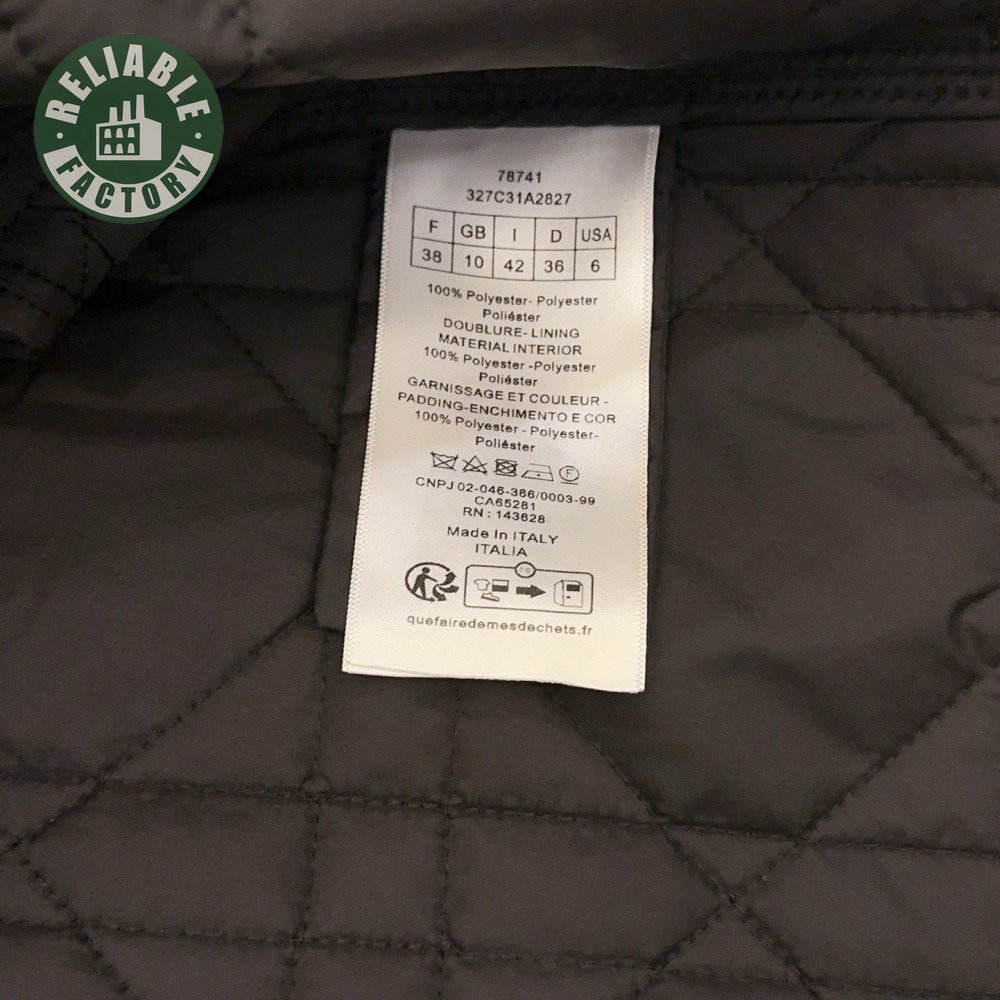 RELIABLE
FACTORY
78741
327C31A2827
F GB I D USA
38 10 42 36 6
100% Polyester- Polyester
Poliéster
DOUBLURE- LINING
MATERIAL INTERIOR
100% Polyester -Polyester
Poliéster
GARNISSAGE ET COULEUR -
PADDING-ENCHIMENTO E COR
100% Polyester - Polyester-
Poliéster
F
CNPJ 02-046-366/0003-99
CA65281
RN : 143628
Made In ITALY
ITALIA
quefairedemesdechets.fr